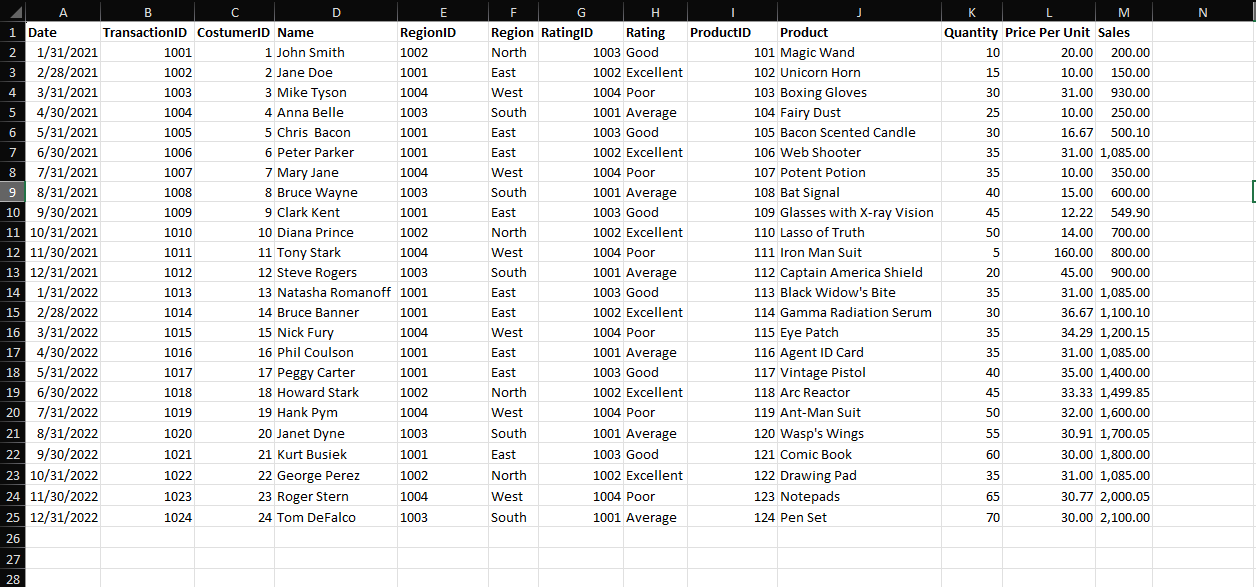 A B C D E F G H I J K L M N
1 Date TransactionID CostumerID Name RegionID Region RatingID Rating ProductID Product Quantity Price Per Unit Sales
2 1/31/2021 1001 1 John Smith 1002 North 1003 Good 101 Magic Wand 10 20.00 200.00
3 2/28/2021 1002 2 Jane Doe 1001 East 1002 Excellent 102 Unicorn Horn 15 10.00 150.00
4 3/31/2021 1003 3 Mike Tyson 1004 West 1004 Poor 103 Boxing Gloves 30 31.00 930.00
5 4/30/2021 1004 4 Anna Belle 1003 South 1001 Average 104 Fairy Dust 25 10.00 250.00
6 5/31/2021 1005 5 Chris Bacon 1001 East 1003 Good 105 Bacon Scented Candle 30 16.67 500.10
7 6/30/2021 1006 6 Peter Parker 1001 East 1002 Excellent 106 Web Shooter 35 31.00 1,085.00
8 7/31/2021 1007 7 Mary Jane 1004 West 1004 Poor 107 Potent Potion 35 10.00 350.00
9 8/31/2021 1008 8 Bruce Wayne 1003 South 1001 Average 108 Bat Signal 40 15.00 600.00
10 9/30/2021 1009 9 Clark Kent 1001 East 1003 Good 109 Glasses with X-ray Vision 45 12.22 549.90
11 10/31/2021 1010 10 Diana Prince 1002 North 1002 Excellent 110 Lasso of Truth 50 14.00 700.00
12 11/30/2021 1011 11 Tony Stark 1004 West 1004 Poor 111 Iron Man Suit 5 160.00 800.00
13 12/31/2021 1012 12 Steve Rogers 1003 South 1001 Average 112 Captain America Shield 20 45.00 900.00
14 1/31/2022 1013 13 Natasha Romanoff 1001 East 1003 Good 113 Black Widow's Bite 35 31.00 1,085.00
15 2/28/2022 1014 14 Bruce Banner 1001 East 1002 Excellent 114 Gamma Radiation Serum 30 36.67 1,100.10
16 3/31/2022 1015 15 Nick Fury 1004 West 1004 Poor 115 Eye Patch 35 34.29 1,200.15
17 4/30/2022 1016 16 Phil Coulson 1001 East 1001 Average 116 Agent ID Card 35 31.00 1,085.00
18 5/31/2022 1017 17 Peggy Carter 1001 East 1003 Good 117 Vintage Pistol 40 35.00 1,400.00
19 6/30/2022 1018 18 Howard Stark 1002 North 1002 Excellent 118 Arc Reactor 45 33.33 1,499.85
20 7/31/2022 1019 19 Hank Pym 1004 West 1004 Poor 119 Ant-Man Suit 50 32.00 1,600.00
21 8/31/2022 1020 20 Janet Dyne 1003 South 1001 Average 120 Wasp's Wings 55 30.91 1,700.05
22 9/30/2022 1021 21 Kurt Busiek 1001 East 1003 Good 121 Comic Book 60 30.00 1,800.00
23 10/31/2022 1022 22 George Perez 1002 North 1002 Excellent 122 Drawing Pad 35 31.00 1,085.00
24 11/30/2022 1023 23 Roger Stern 1004 West 1004 Poor 123 Notepads 65 30.77 2,000.05
25 12/31/2022 1024 24 Tom DeFalco 1003 South 1001 Average 124 Pen Set 70 30.00 2,100.00
26
27
28